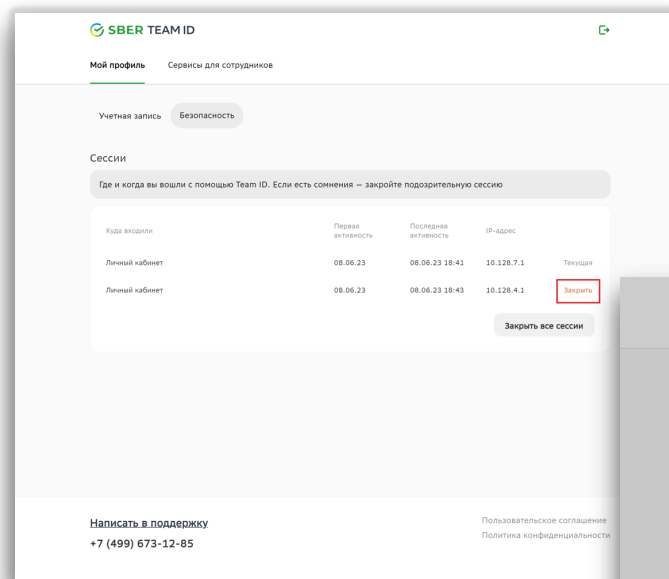 SBER TEAM ID
Мой профиль Сервисы для сотрудников
Учетная запись Безопасность
Сессии
Где и когда вы вошли с помощью Team ID. Если есть сомнения — закройте подозрительную сессию
Куда входили Первая активность Последняя активность IP-адрес
Личный кабинет 08.06.23 08.06.23 18:41 10.128.7.1 Текущая
Личный кабинет 08.06.23 08.06.23 18:43 10.128.4.1 Закрыть
Закрыть все сессии
Написать в поддержку Пользовательское соглашение
+7 (499) 673-12-85 Политика конфиденциальности